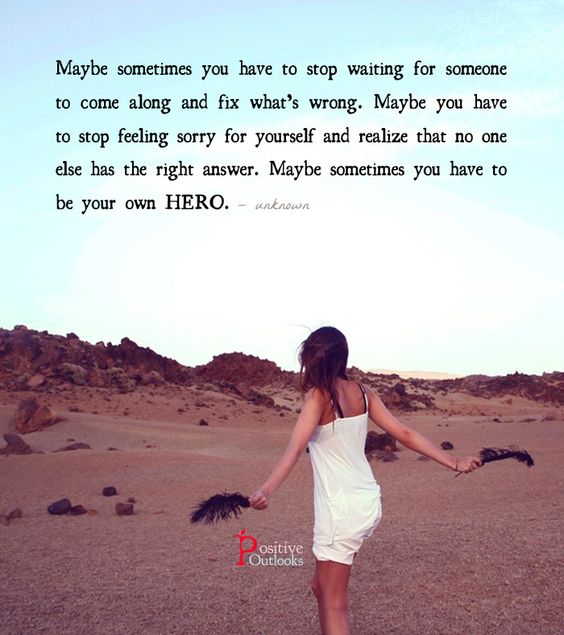 Maybe sometimes you have to stop waiting for someone
to come along and fix what's wrong. Maybe you have
to stop feeling sorry for yourself and realize that no one
else has the right answer. Maybe sometimes you have to
be your own HERO. – unknown
Positive
Outlooks